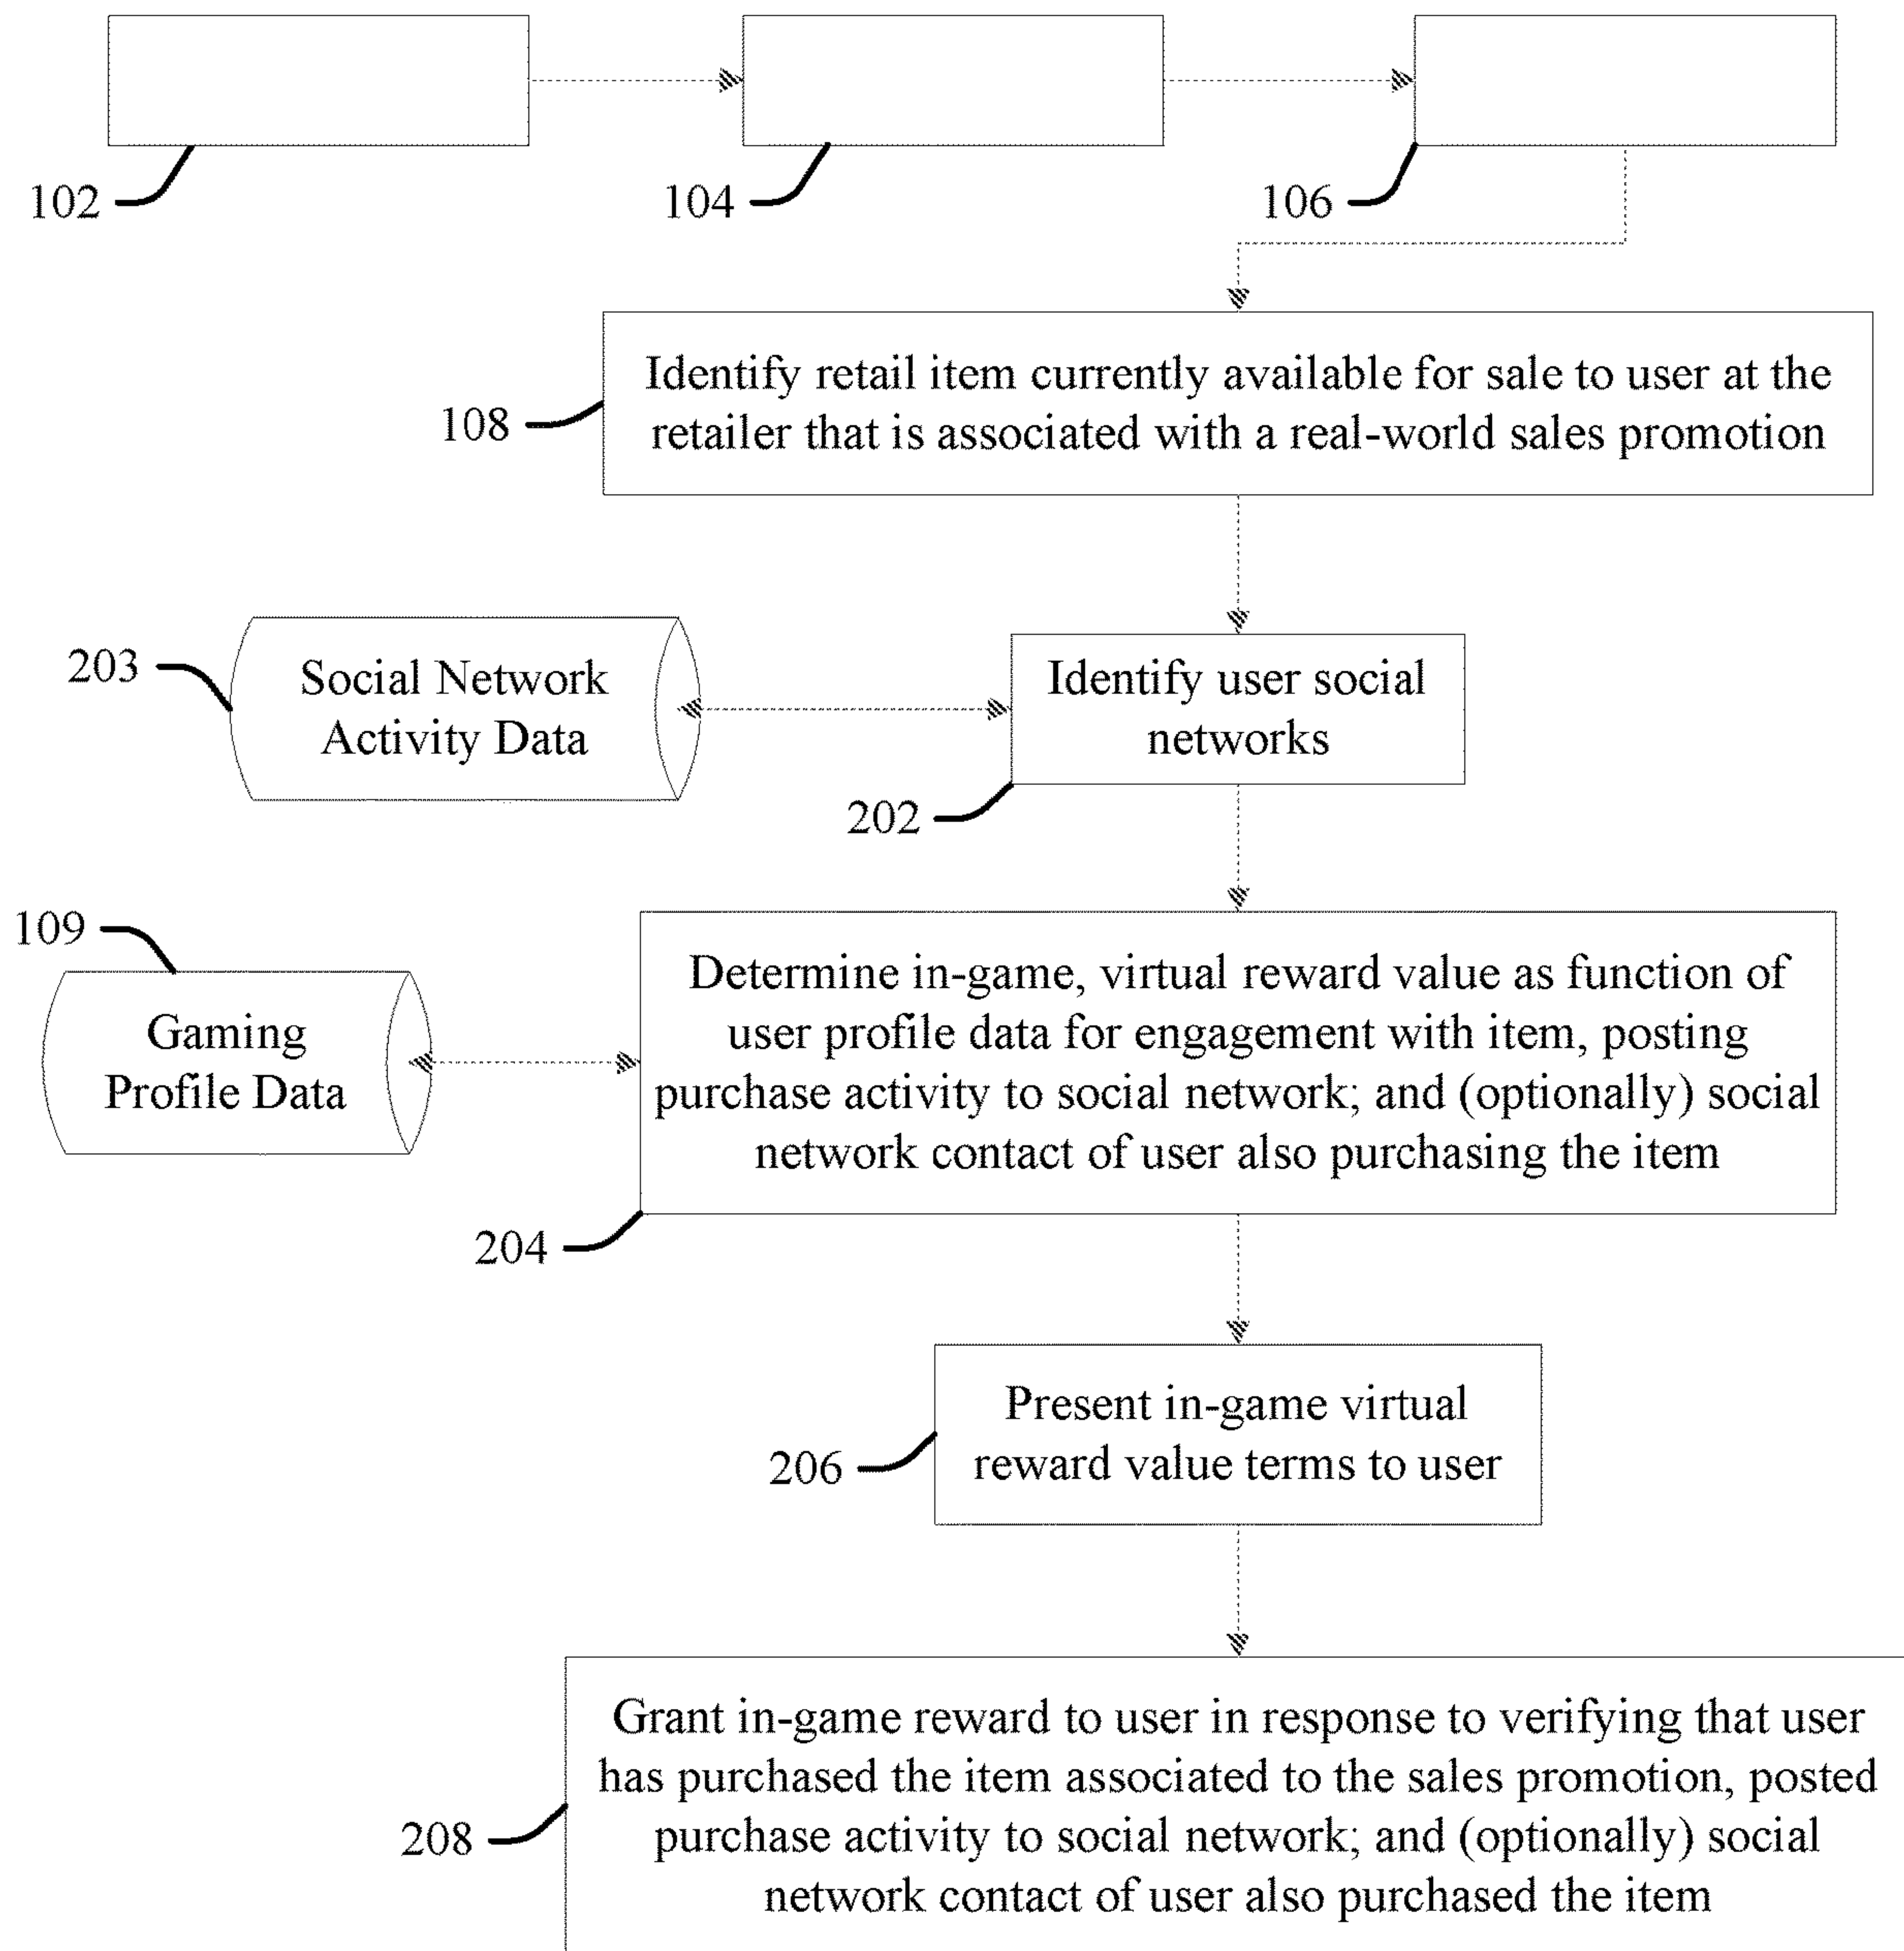 102
104
106
108
Identify retail item currently available for sale to user at the
retailer that is associated with a real-world sales promotion
203
Social Network
Activity Data
Identify user social
networks
202
109
Gaming
Profile Data
Determine in-game, virtual reward value as function of
user profile data for engagement with item, posting
purchase activity to social network; and (optionally) social
network contact of user also purchasing the item
204
Present in-game virtual
reward value terms to user
206
Grant in-game reward to user in response to verifying that user
has purchased the item associated to the sales promotion, posted
purchase activity to social network; and (optionally) social
network contact of user also purchased the item
208